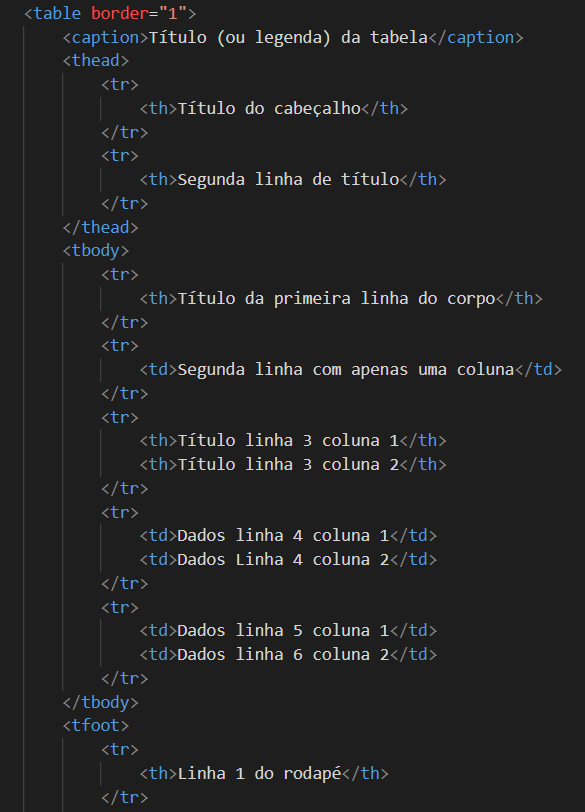 <table border="1">
<caption>Título (ou legenda) da tabela</caption>
<thead>
<tr>
<th>Título do cabeçalho</th>
</tr>
<tr>
<th>Segunda linha de título</th>
</tr>
</thead>
<tbody>
<tr>
<th>Título da primeira linha do corpo</th>
</tr>
<tr>
<td>Segunda linha com apenas uma coluna</td>
</tr>
<tr>
<th>Título linha 3 coluna 1</th>
<th>Título linha 3 coluna 2</th>
</tr>
<tr>
<td>Dados linha 4 coluna 1</td>
<td>Dados Linha 4 coluna 2</td>
</tr>
<tr>
<td>Dados linha 5 coluna 1</td>
<td>Dados linha 6 coluna 2</td>
</tr>
</tbody>
<tfoot>
<tr>
<th>Linha 1 do rodapé</th>
</tr>